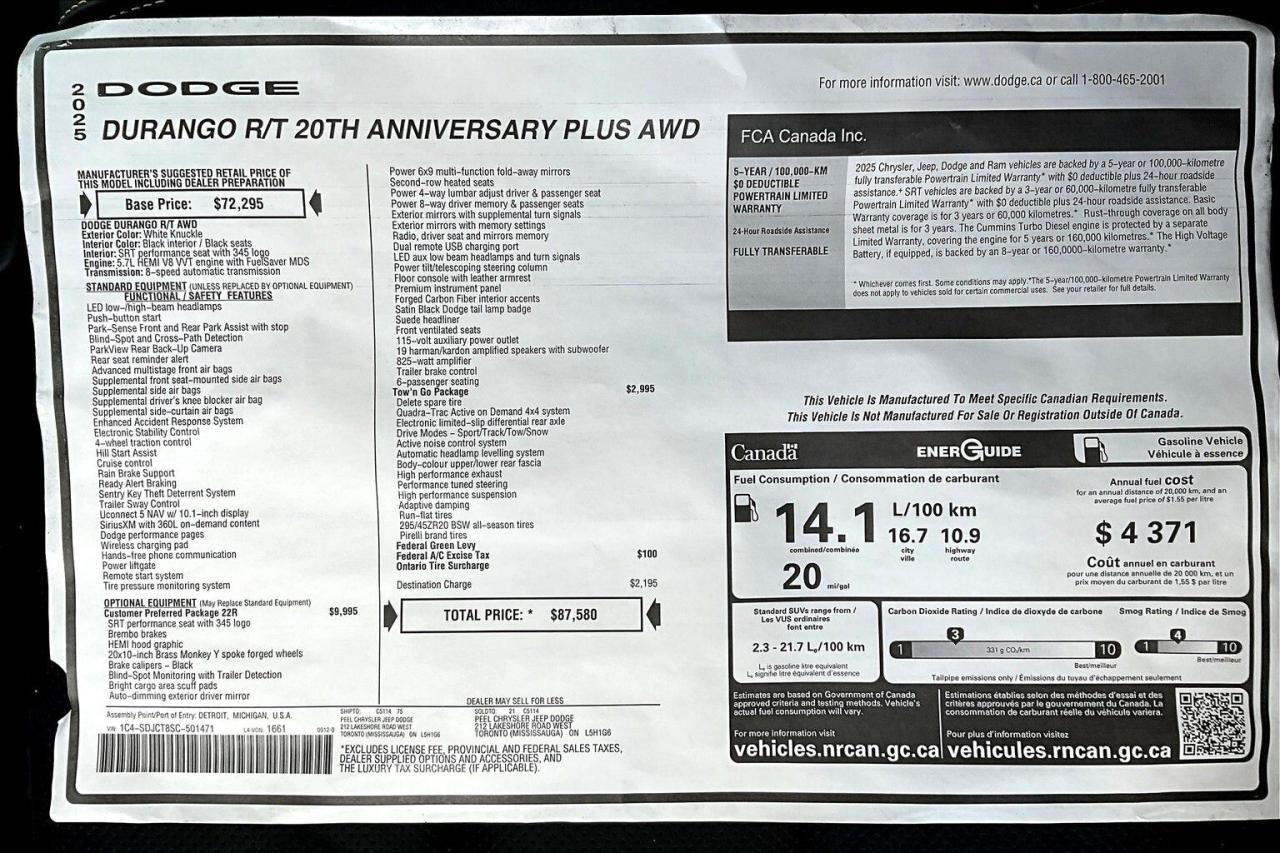 2025
DODGE
DURANGO R/T 20TH ANNIVERSARY PLUS AWD
MANUFACTURER'S SUGGESTED RETAIL PRICE OF
THIS MODEL INCLUDING DEALER PREPARATION
Base Price: $72,295
DODGE DURANGO R/T AWD
Exterior Color: White Knuckle
Interior Color: Black interior / Black seats
Interior: SRT performance seat with 345 logo
Engine: 5.7L HEMI V8 VVT engine with FuelSaver MDS
Transmission: 8–speed automatic transmission
STANDARD EQUIPMENT (UNLESS REPLACED BY OPTIONAL EQUIPMENT)
FUNCTIONAL / SAFETY FEATURES
LED low–/high–beam headlamps
Push–button start
Park–Sense Front and Rear Park Assist with stop
Blind–Spot and Cross–Path Detection
ParkView Rear Back–Up Camera
Rear seat reminder alert
Advanced multistage front air bags
Supplemental front seat–mounted side air bags
Supplemental side air bags
Supplemental driver's knee blocker air bag
Supplemental side–curtain air bags
Enhanced Accident Response System
Electronic Stability Control
4–wheel traction control
Hill Start Assist
Cruise control
Rain Brake Support
Ready Alert Braking
Sentry Key Theft Deterrent System
Trailer Sway Control
Uconnect 5 NAV w/ 10.1–inch display
SiriusXM with 360L on–demand content
Dodge performance pages
Wireless charging pad
Hands–free phone communication
Power liftgate
Remote start system
Tire pressure monitoring system
OPTIONAL EQUIPMENT (May Replace Standard Equipment)
Customer Preferred Package 22R $9,995
SRT performance seat with 345 logo
Brembo brakes
HEMI hood graphic
20x10–inch Brass Monkey Y spoke forged wheels
Brake calipers – Black
Blind–Spot Monitoring with Trailer Detection
Bright cargo area scuff pads
Auto–dimming exterior driver mirror
Power 6x9 multi–function fold–away mirrors
Second–row heated seats
Power 4–way lumbar adjust driver & passenger seat
Power 8–way driver memory & passenger seats
Exterior mirrors with supplemental turn signals
Exterior mirrors with memory settings
Radio, driver seat and mirrors memory
Dual remote USB charging port
LED aux low beam headlamps and turn signals
Power tilt/telescoping steering column
Floor console with leather armrest
Premium instrument panel
Forged Carbon Fiber interior accents
Satin Black Dodge tail lamp badge
Suede headliner
Front ventilated seats
115–volt auxiliary power outlet
19 harman/kardon amplified speakers with subwoofer
825–watt amplifier
Trailer brake control
6–passenger seating
Tow'n Go Package $2,995
Delete spare tire
Quadra–Trac Active on Demand 4x4 system
Electronic limited–slip differential rear axle
Drive Modes – Sport/Track/Tow/Snow
Active noise control system
Automatic headlamp levelling system
Body–colour upper/lower rear fascia
High performance exhaust
Performance tuned steering
High performance suspension
Adaptive damping
Run–flat tires
295/45ZR20 BSW all–season tires
Pirelli brand tires
Federal Green Levy
Federal A/C Excise Tax $100
Ontario Tire Surcharge
Destination Charge $2,195
TOTAL PRICE: * $87,580
DEALER MAY SELL FOR LESS
Assembly Point/Port of Entry: DETROIT, MICHIGAN, U.S.A.
VIN: 1C4–SDJCT8SC–501471 L4-VON: 1661 0012-0
SHIPTO: C5114 75
PEEL CHRYSLER JEEP DODGE
212 LAKESHORE ROAD WEST
TORONTO (MISSISSAUGA) ON L5H1G6
SOLDTO: 21 C5114
PEEL CHRYSLER JEEP DODGE
212 LAKESHORE ROAD WEST
TORONTO (MISSISSAUGA) ON L5H1G6
*EXCLUDES LICENSE FEE, PROVINCIAL AND FEDERAL SALES TAXES,
DEALER SUPPLIED OPTIONS AND ACCESSORIES, AND
THE LUXURY TAX SURCHARGE (IF APPLICABLE).
For more information visit: www.dodge.ca or call 1-800-465-2001
FCA Canada Inc.
5–YEAR / 100,000–KM
$0 DEDUCTIBLE
POWERTRAIN LIMITED
WARRANTY
24-Hour Roadside Assistance
FULLY TRANSFERABLE
2025 Chrysler, Jeep, Dodge and Ram vehicles are backed by a 5–year or 100,000–kilometre
fully transferable Powertrain Limited Warranty* with $0 deductible plus 24-hour roadside
assistance.+ SRT vehicles are backed by a 3–year or 60,000–kilometre fully transferable
Powertrain Limited Warranty* with $0 deductible plus 24-hour roadside assistance. Basic
Warranty coverage is for 3 years or 60,000 kilometres.* Rust–through coverage on all body
sheet metal is for 3 years. The Cummins Turbo Diesel engine is protected by a separate
Limited Warranty, covering the engine for 5 years or 160,000 kilometres.* The High Voltage
Battery, if equipped, is backed by an 8–year or 160,0000–kilometre warranty.*
* Whichever comes first. Some conditions may apply.*The 5–year/100,000–kilometre Powertrain Limited Warranty
does not apply to vehicles sold for certain commercial uses. See your retailer for full details.
This Vehicle Is Manufactured To Meet Specific Canadian Requirements.
This Vehicle Is Not Manufactured For Sale Or Registration Outside Of Canada.
Canada
ENERGUIDE
Gasoline Vehicle
Véhicule à essence
Fuel Consumption / Consommation de carburant
14.1 L/100 km
combined/combinée
16.7 10.9
city highway
ville route
20 mi/gal
Annual fuel COST
for an annual distance of 20,000 km, and an
average fuel price of $1.55 per litre
$ 4 371
Coût annuel en carburant
pour une distance annuelle de 20 000 km, et un
prix moyen du carburant de 1,55 $ par litre
Standard SUVs range from /
Les VUS ordinaires
font entre
2.3 - 21.7 Le/100 km
Le is gasoline litre equivalent
Le signifie litre équivalent d'essence
Carbon Dioxide Rating / Indice de dioxyde de carbone
3
1 331 g CO2/km 10
Best/meilleur
Smog Rating / Indice de Smog
4
1 10
Best/meilleur
Tailpipe emissions only / Émissions du tuyau d'échappement seulement
Estimates are based on Government of Canada
approved criteria and testing methods. Vehicle's
actual fuel consumption will vary.
For more information visit
vehicles.nrcan.gc.ca
Estimations établies selon des méthodes d'essai et des
critères approuvés par le gouvernement du Canada. La
consommation de carburant réelle du véhicule variera.
Pour plus d'information visitez
vehicules.rncan.gc.ca